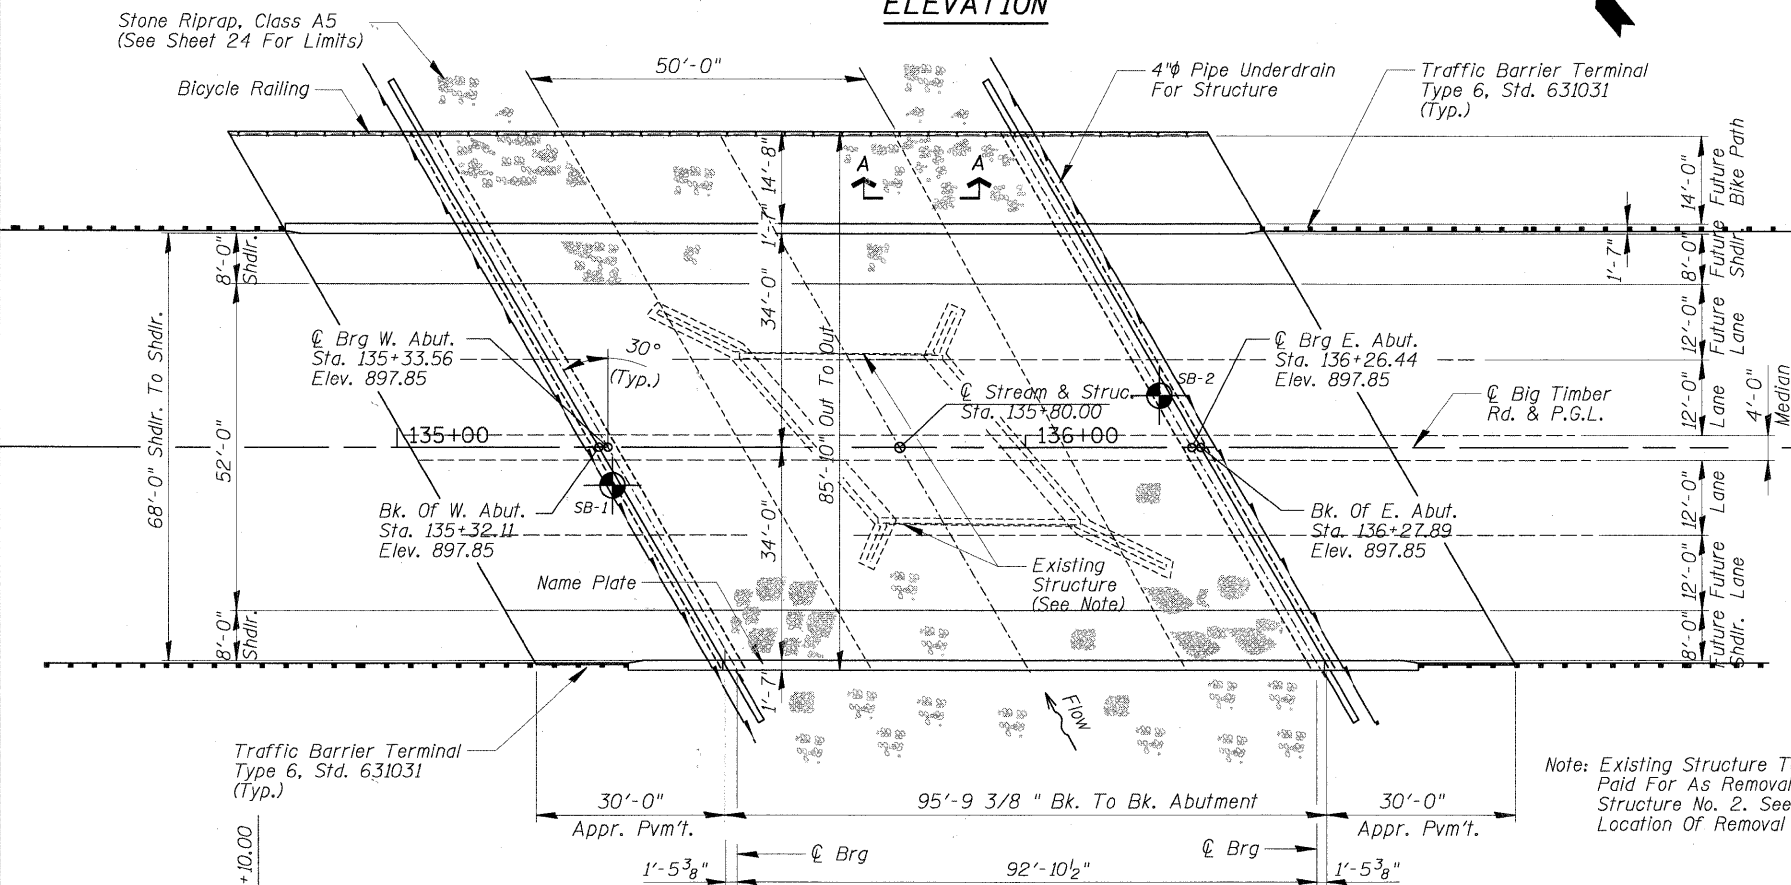 ELEVATION
Stone Riprap, Class A5
(See Sheet 24 For Limits)
Bicycle Railing
50'-0"
4"ϕ Pipe Underdrain
For Structure
Traffic Barrier Terminal
Type 6, Std. 631031
(Typ.)
14'-8"
1'-7"
A
A
14'-0"
Future
Bike Path
8'-0"
Shdlr.
34'-0"
1'-7"
8'-0"
Future
Shdlr.
68'-0" Shdlr. To Shdlr.
52'-0"
℄ Brg W. Abut.
Sta. 135+33.56
Elev. 897.85
30°
(Typ.)
85'-10" Out To Out
℄ Stream & Struc.
Sta. 135+80.00
SB-2
℄ Brg E. Abut.
Sta. 136+26.44
Elev. 897.85
12'-0"
Future
Lane
12'-0"
Lane
℄ Big Timber
Rd. & P.G.L.
4'-0"
Median
135+00
136+00
SB-1
Bk. Of W. Abut.
Sta. 135+32.11
Elev. 897.85
34'-0"
Bk. Of E. Abut.
Sta. 136+27.89
Elev. 897.85
12'-0"
Lane
12'-0"
Future
Lane
Name Plate
Existing
Structure
(See Note)
8'-0"
Shdlr.
8'-0"
Future
Shdlr.
1'-7"
Flow
Traffic Barrier Terminal
Type 6, Std. 631031
(Typ.)
30'-0"
Appr. Pvm't.
95'-9 3/8 " Bk. To Bk. Abutment
30'-0"
Appr. Pvm't.
Note: Existing Structure T
Paid For As Removal
Structure No. 2. See
Location Of Removal
+10.00
℄ Brg
℄ Brg
1'-5 3/8"
92'-10 1/2"
1'-5 3/8"